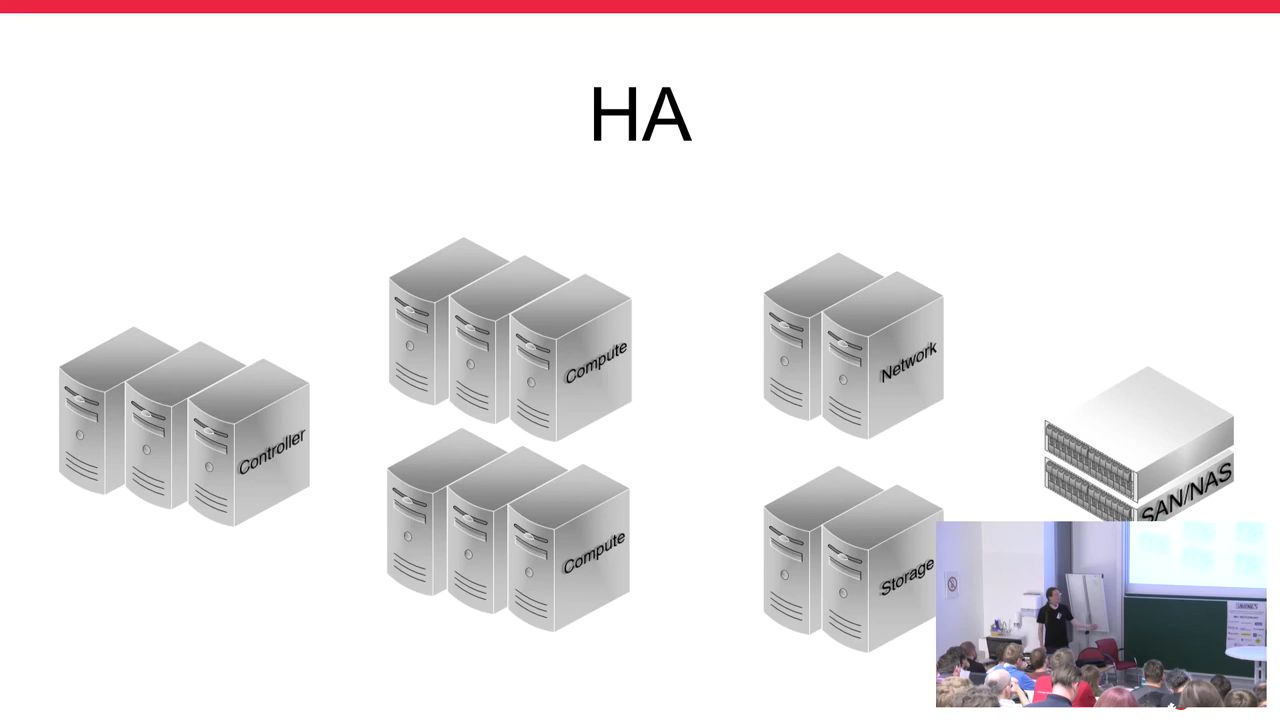 HA
Controller
Compute
Compute
Network
Storage
SAN/NAS